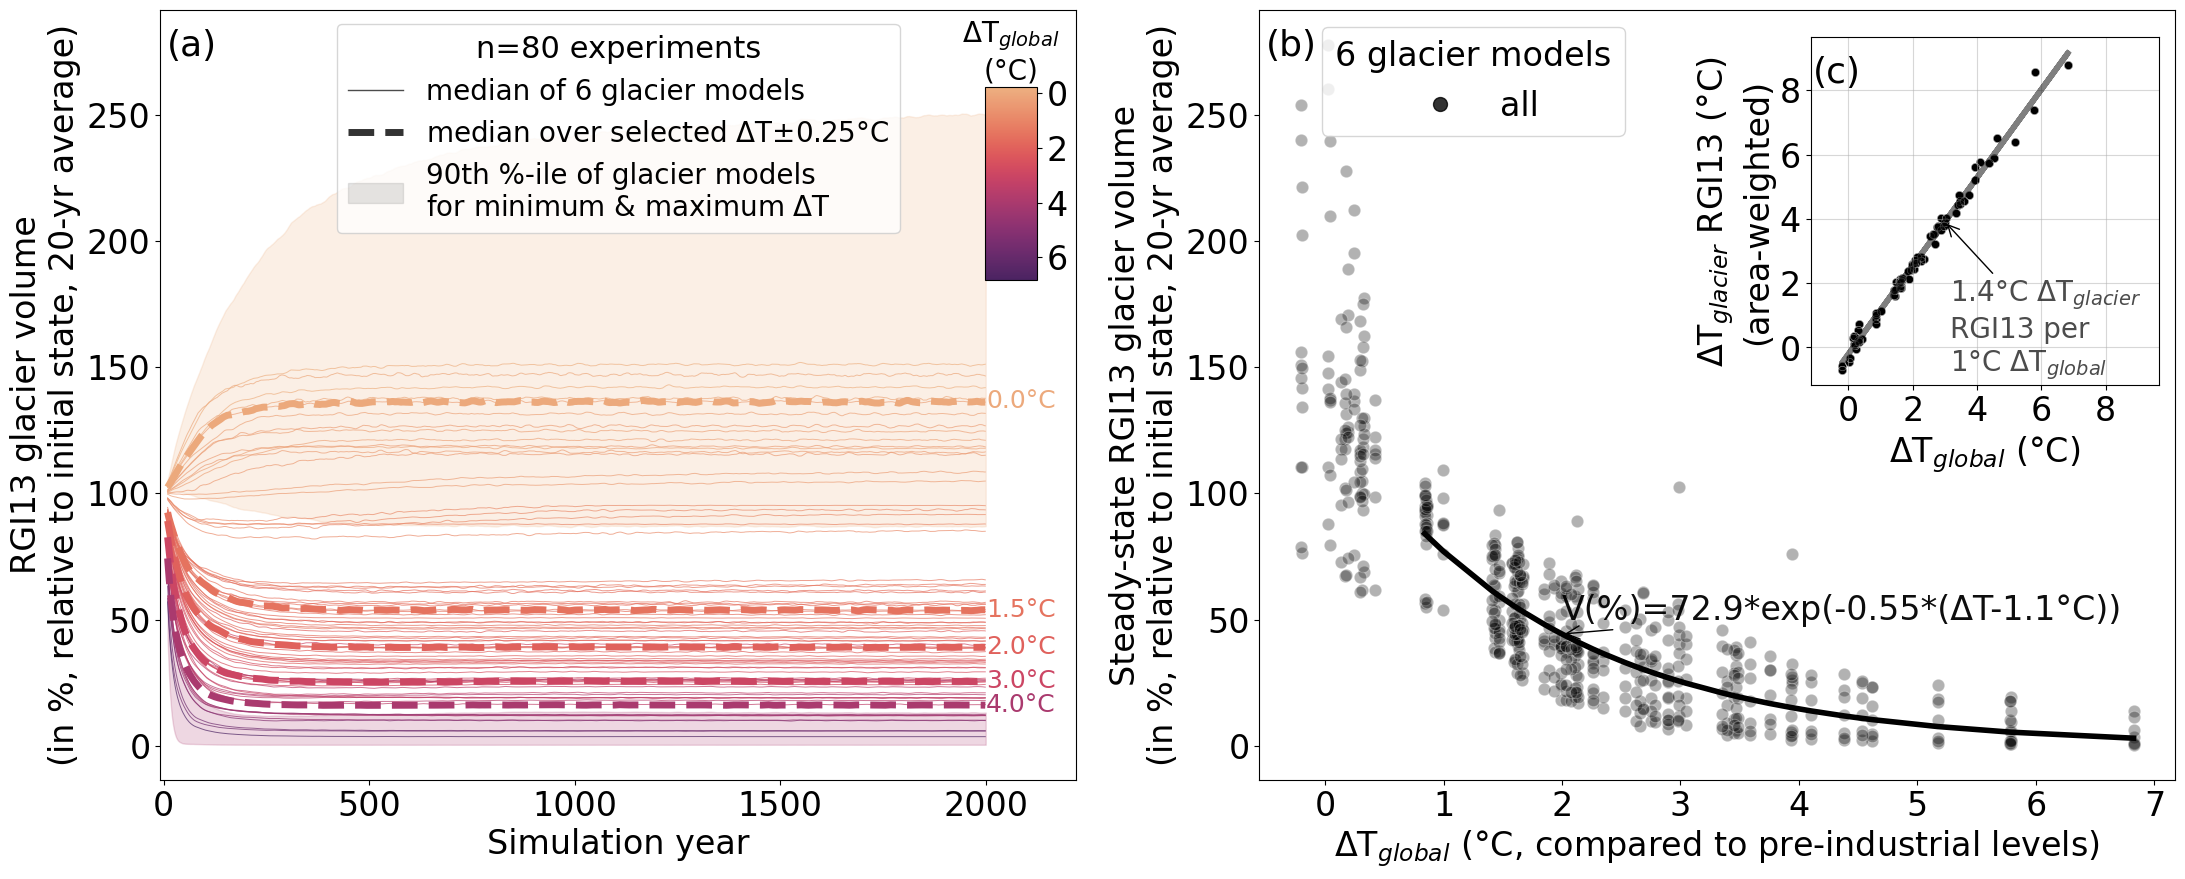 (a)
n=80 experiments
median of 6 glacier models
median over selected ΔT±0.25°C
90th %-ile of glacier models
for minimum & maximum ΔT
ΔTglobal
(°C)
0
2
4
6
RGI13 glacier volume
(in %, relative to initial state, 20-yr average)
250
200
150
100
50
0
0.0°C
1.5°C
2.0°C
3.0°C
4.0°C
0 500 1000 1500 2000
Simulation year
(b)
6 glacier models
all
Steady-state RGI13 glacier volume
(in %, relative to initial state, 20-yr average)
250
200
150
100
50
0
V(%)=72.9*exp(-0.55*(ΔT-1.1°C))
0 1 2 3 4 5 6 7
ΔTglobal (°C, compared to pre-industrial levels)
(c)
ΔTglacier RGI13 (°C)
(area-weighted)
8
6
4
2
0
1.4°C ΔTglacier
RGI13 per
1°C ΔTglobal
0 2 4 6 8
ΔTglobal (°C)